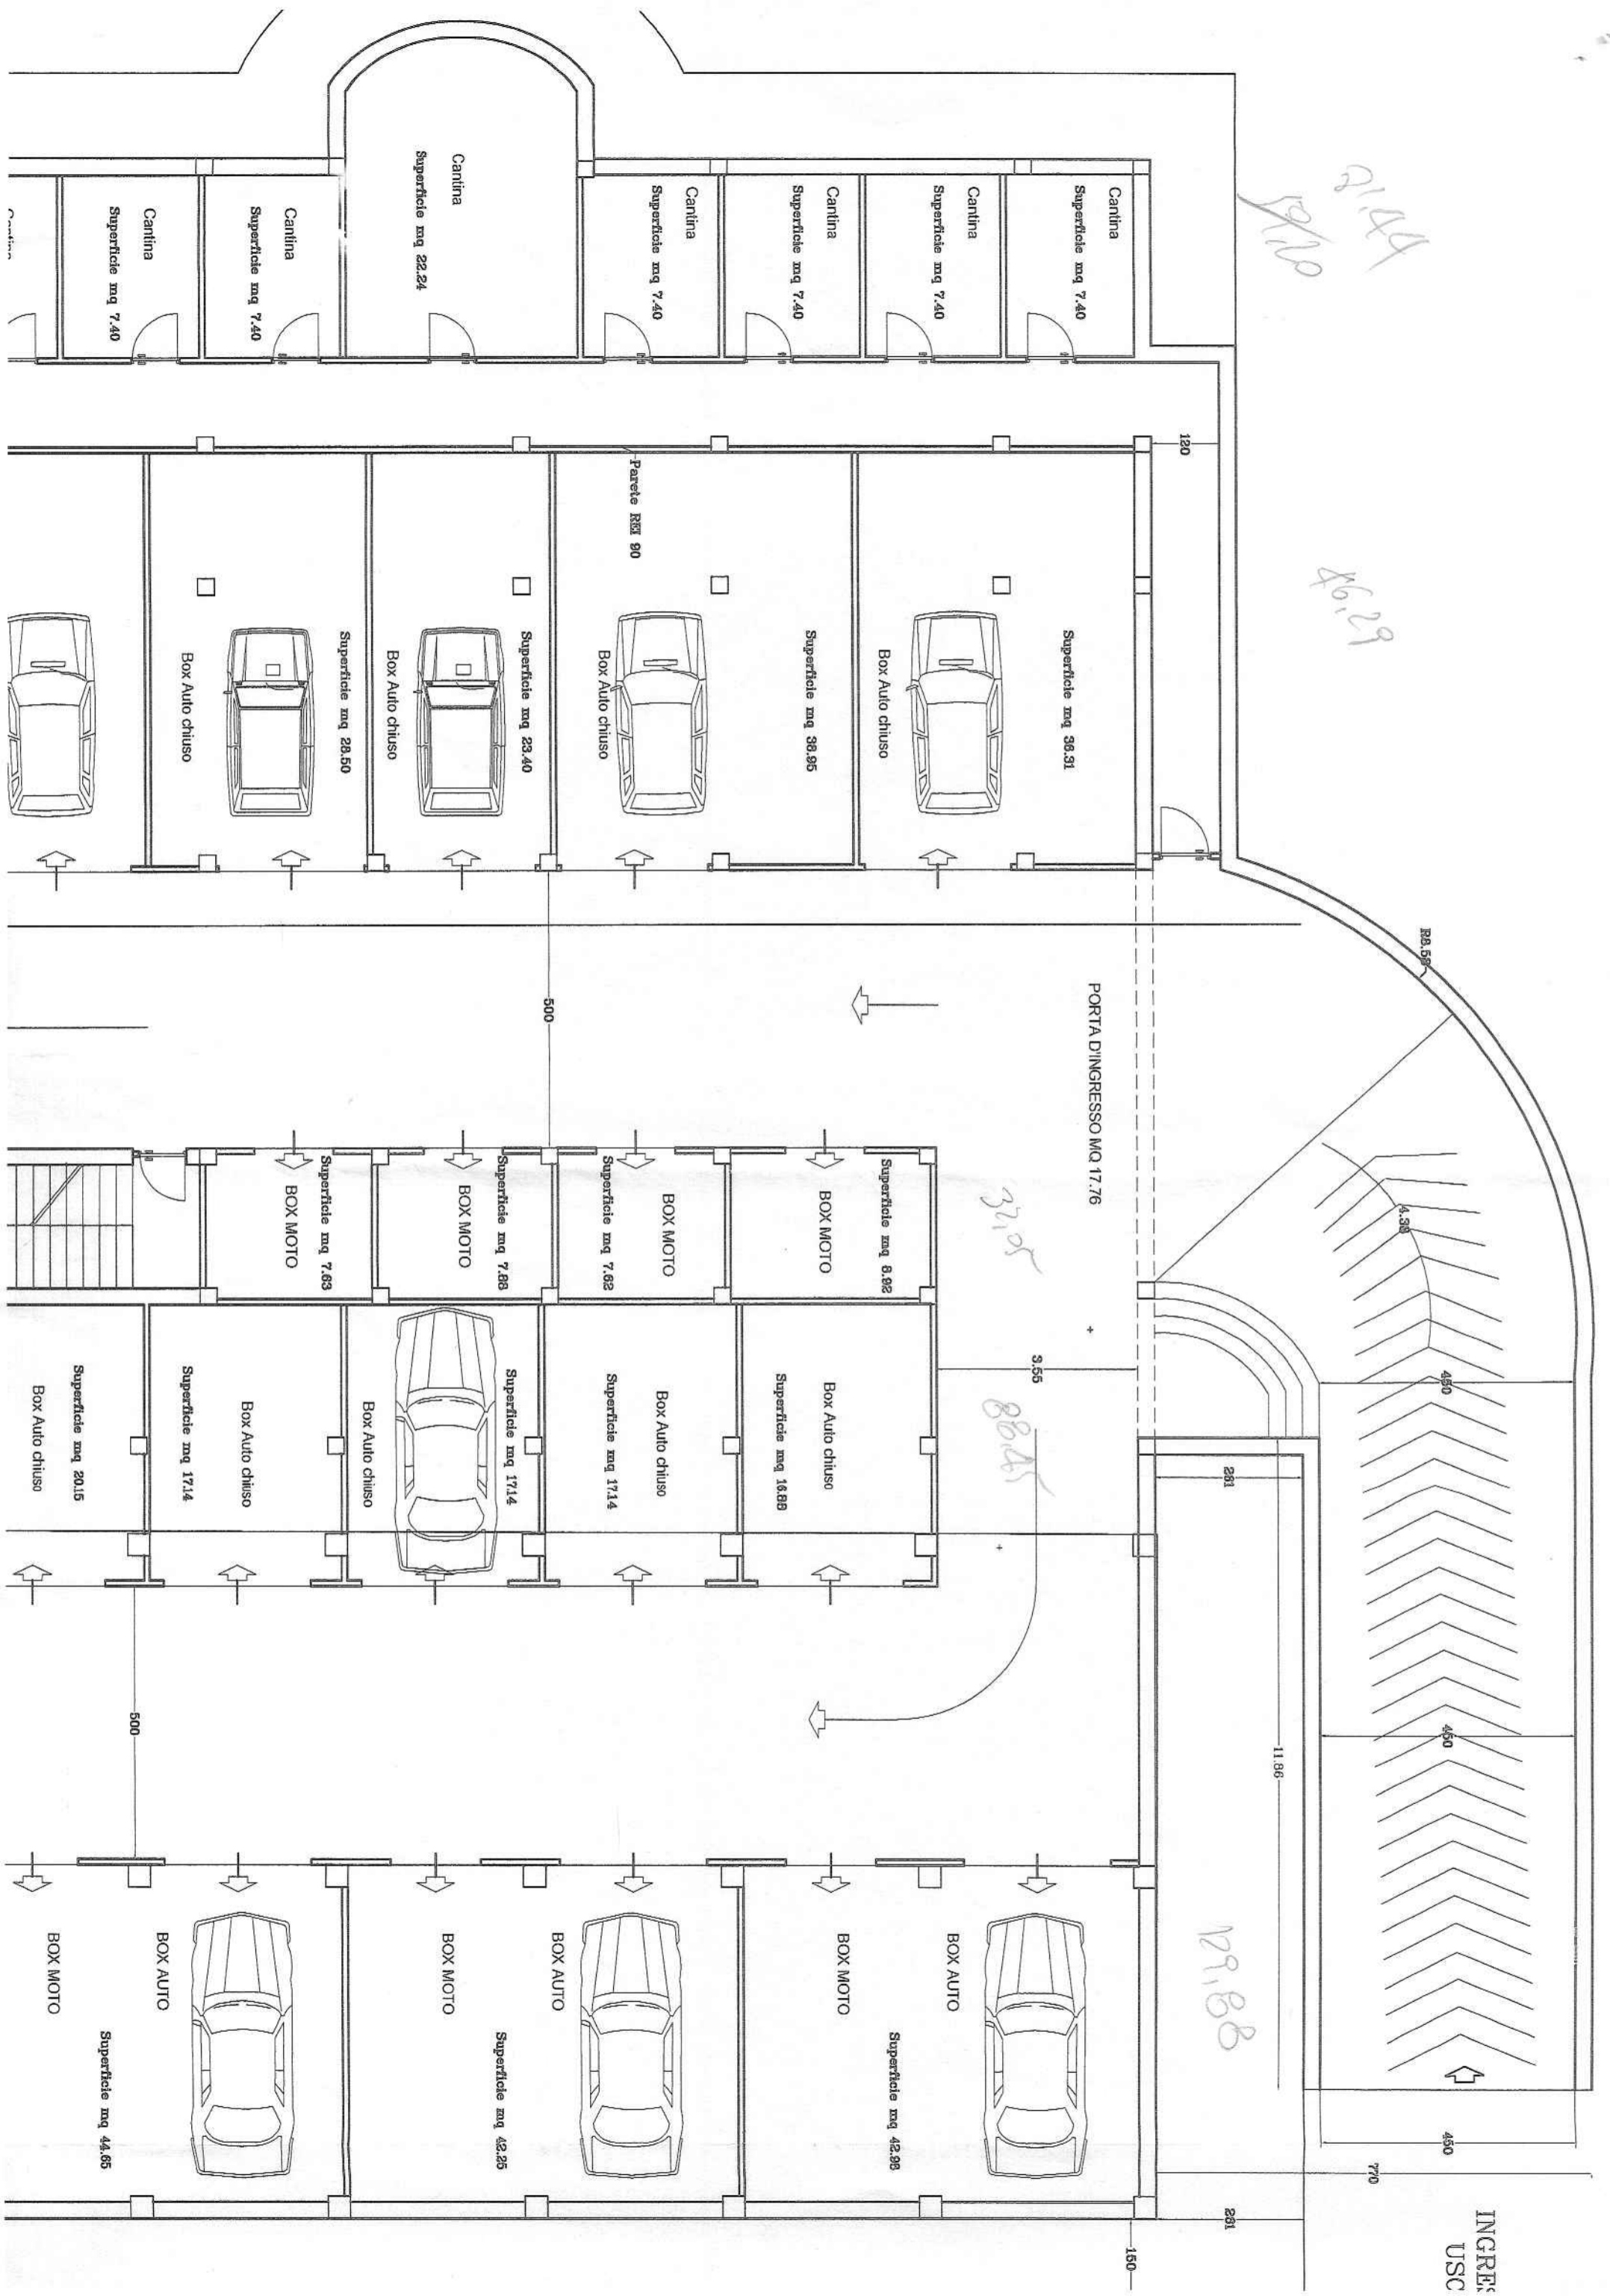 Cantina
Superficie mq 7.40
Cantina
Superficie mq 7.40
Cantina
Superficie mq 7.40
Cantina
Superficie mq 7.40
Cantina
Superficie mq 22.24
Cantina
Superficie mq 7.40
Cantina
Superficie mq 7.40
21,44
46,29
120
Parete REI 90
Superficie mq 36.31
Box Auto chiuso
Superficie mq 38.95
Box Auto chiuso
Superficie mq 23.40
Box Auto chiuso
Superficie mq 28.50
Box Auto chiuso
R8.58
PORTA D'INGRESSO MQ 17.76
500
4.38
Superficie mq 8.92
BOX MOTO
BOX MOTO
Superficie mq 7.62
Superficie mq 7.88
BOX MOTO
Superficie mq 7.63
BOX MOTO
3.55
88,45
450
281
Box Auto chiuso
Superficie mq 16.88
Box Auto chiuso
Superficie mq 17.14
Superficie mq 17.14
Box Auto chiuso
Box Auto chiuso
Superficie mq 17.14
Superficie mq 20.15
Box Auto chiuso
450
11.86
500
129,88
BOX AUTO
BOX MOTO
Superficie mq 42.98
BOX AUTO
BOX MOTO
Superficie mq 42.25
BOX AUTO
BOX MOTO
Superficie mq 44.65
450
770
281
150
INGRES
USC